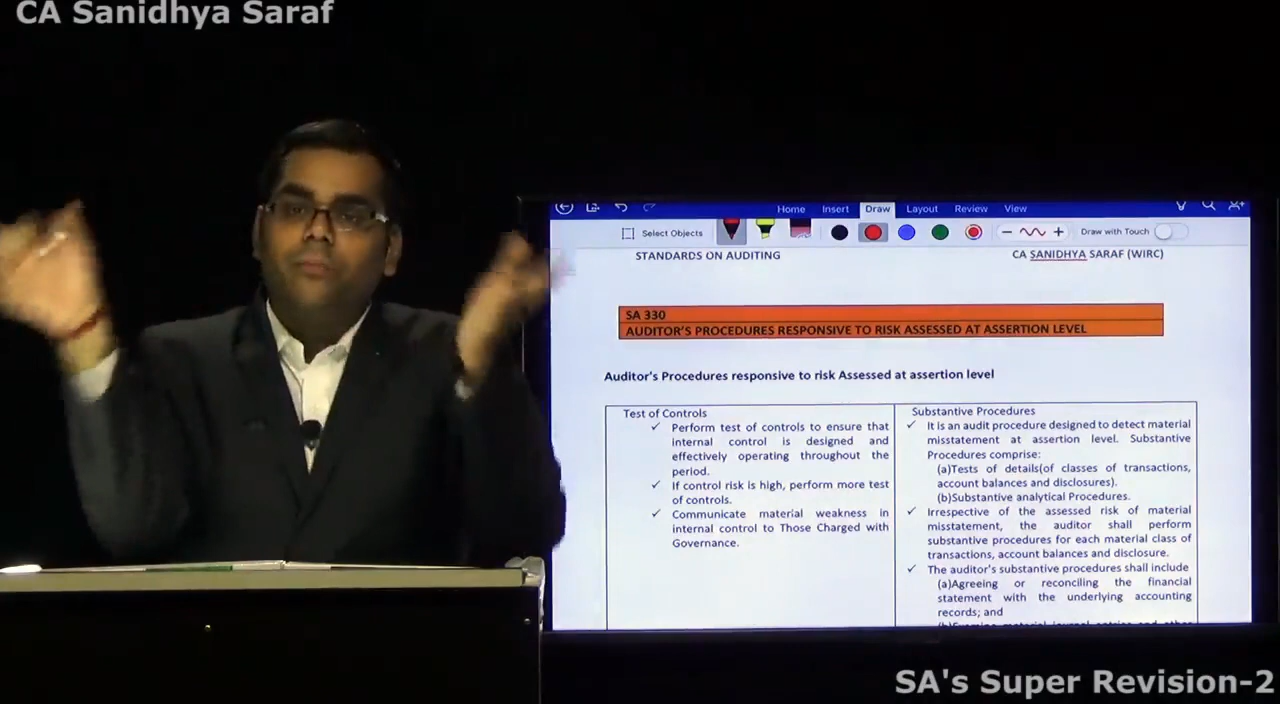 CA Sanidhya Saraf
Home Insert Draw Layout Review View
Select Objects
Draw with Touch
STANDARDS ON AUDITING
CA SANIDHYA SARAF (WIRC)
SA 330
AUDITOR'S PROCEDURES RESPONSIVE TO RISK ASSESSED AT ASSERTION LEVEL
Auditor's Procedures responsive to risk Assessed at assertion level
Test of Controls
✓ Perform test of controls to ensure that
internal control is designed and
effectively operating throughout the
period.
✓ If control risk is high, perform more test
of controls.
✓ Communicate material weakness in
internal control to Those Charged with
Governance.
Substantive Procedures
✓ It is an audit procedure designed to detect material
misstatement at assertion level. Substantive
Procedures comprise:
(a)Tests of details(of classes of transactions,
account balances and disclosures).
(b)Substantive analytical Procedures.
✓ Irrespective of the assessed risk of material
misstatement, the auditor shall perform
substantive procedures for each material class of
transactions, account balances and disclosure.
✓ The auditor's substantive procedures shall include
(a)Agreeing or reconciling the financial
statement with the underlying accounting
records; and
SA's Super Revision-2